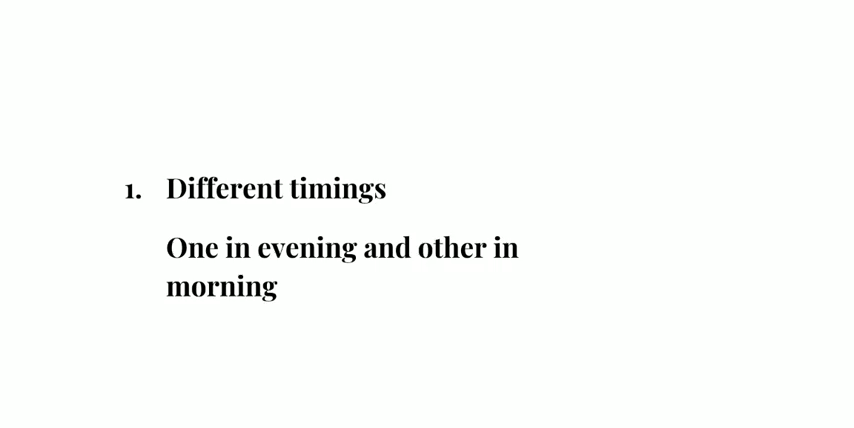 1. Different timings
One in evening and other in
morning